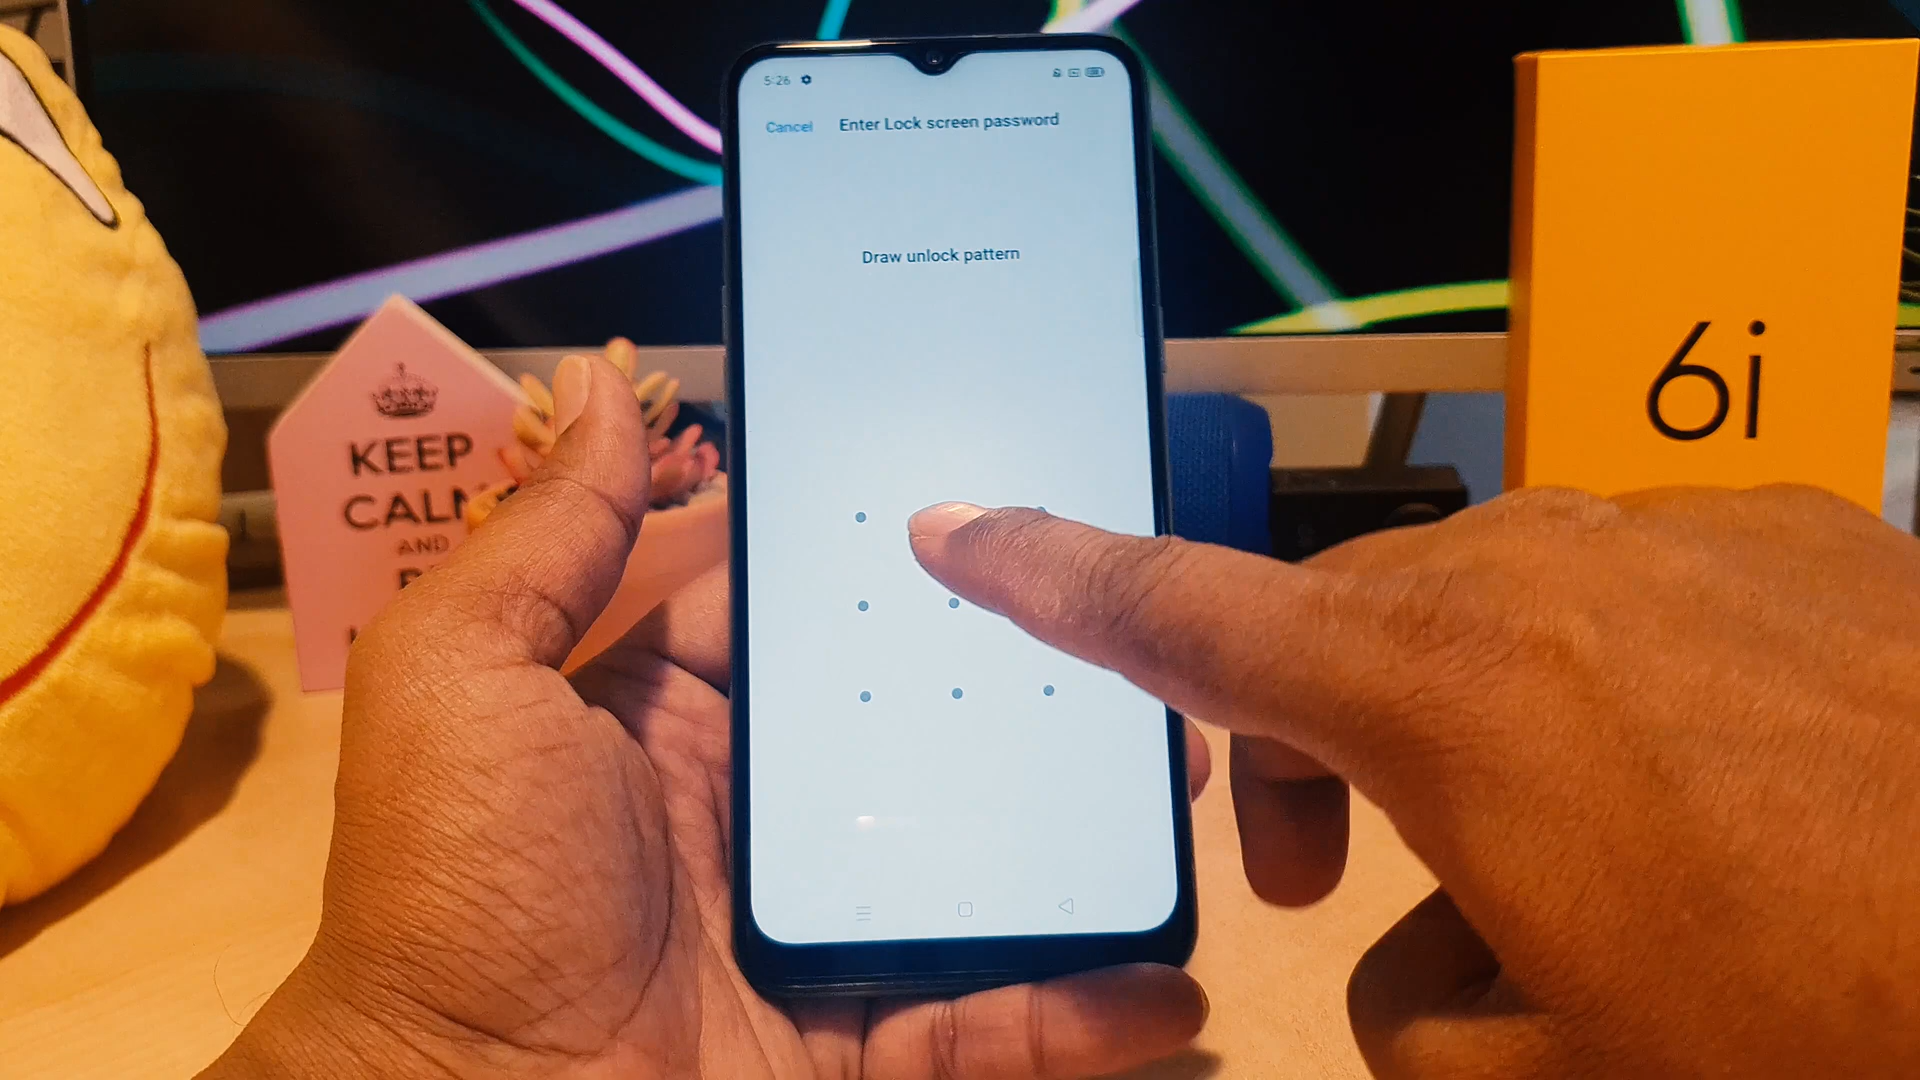 5:26
Cancel Enter Lock screen password
Draw unlock pattern
KEEP
CALM
AND
6i